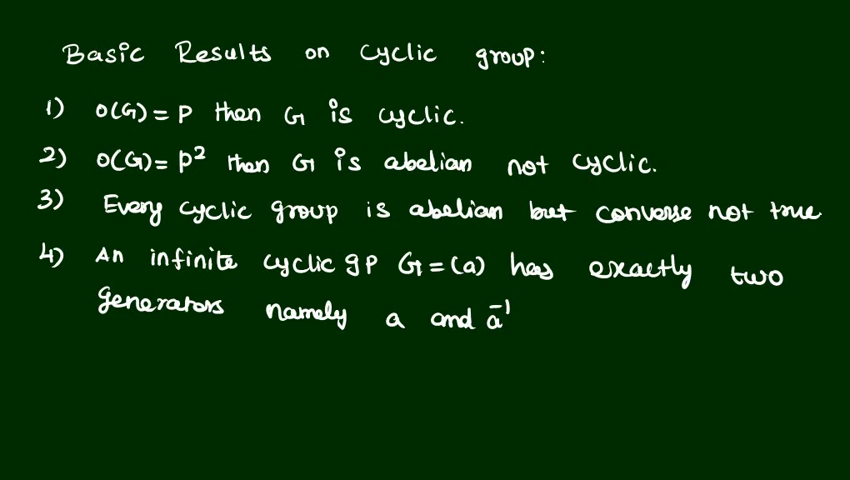 Basic Results on cyclic group:
1) o(G) = P then G is cyclic.
2) o(G) = P² then G is abelian not cyclic.
3) Every cyclic group is abelian but converse not true
4) An infinite cyclic gp G = (a) has exactly two
generators namely a and a⁻¹